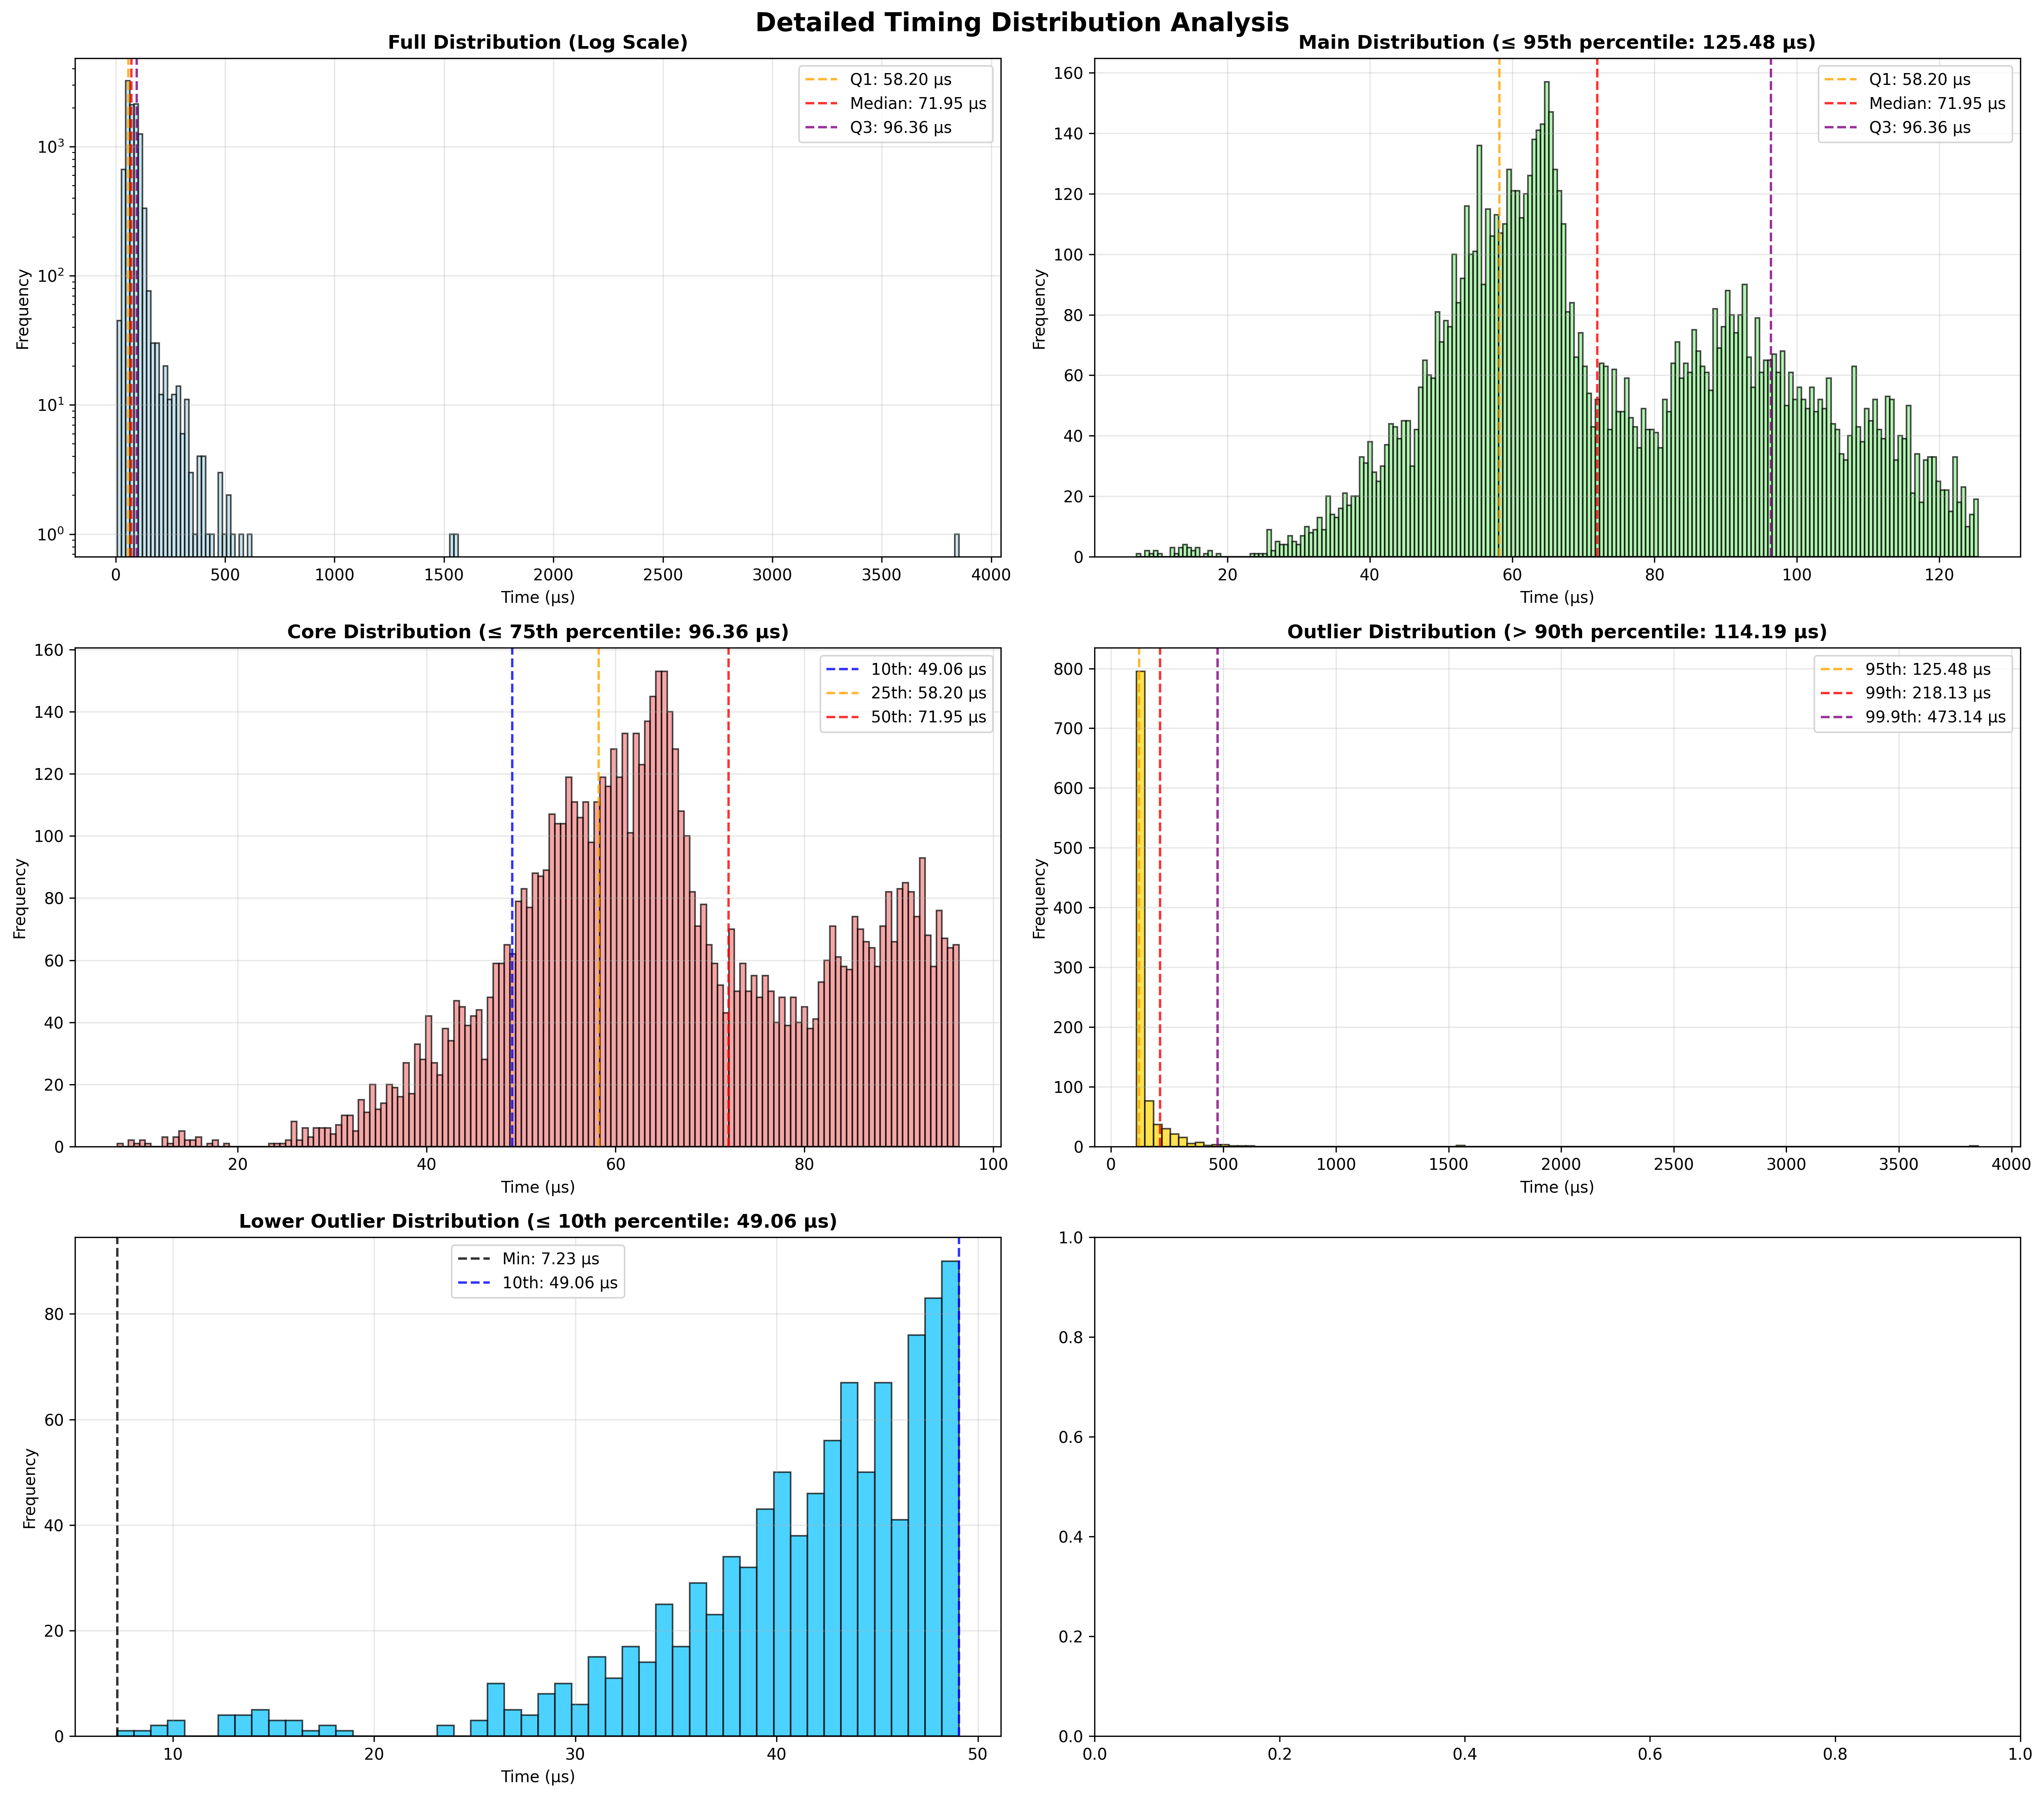 Detailed Timing Distribution Analysis
Full Distribution (Log Scale)
Frequency
10³
10²
10¹
10⁰
Q1: 58.20 μs
Median: 71.95 μs
Q3: 96.36 μs
0 500 1000 1500 2000 2500 3000 3500 4000
Time (μs)
Main Distribution (≤ 95th percentile: 125.48 μs)
Frequency
160
140
120
100
80
60
40
20
0
Q1: 58.20 μs
Median: 71.95 μs
Q3: 96.36 μs
20 40 60 80 100 120
Time (μs)
Core Distribution (≤ 75th percentile: 96.36 μs)
Frequency
160
140
120
100
80
60
40
20
0
10th: 49.06 μs
25th: 58.20 μs
50th: 71.95 μs
20 40 60 80 100
Time (μs)
Outlier Distribution (> 90th percentile: 114.19 μs)
Frequency
800
700
600
500
400
300
200
100
0
95th: 125.48 μs
99th: 218.13 μs
99.9th: 473.14 μs
0 500 1000 1500 2000 2500 3000 3500 4000
Time (μs)
Lower Outlier Distribution (≤ 10th percentile: 49.06 μs)
Frequency
80
60
40
20
0
Min: 7.23 μs
10th: 49.06 μs
10 20 30 40 50
Time (μs)
1.0
0.8
0.6
0.4
0.2
0.0
0.0 0.2 0.4 0.6 0.8 1.0